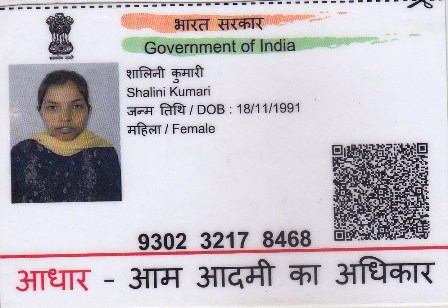 भारत सरकार
Government of India
शालिनी कुमारी
Shalini Kumari
जन्म तिथि / DOB : 18/11/1991
महिला / Female
9302 3217 8468
आधार - आम आदमी का अधिकार